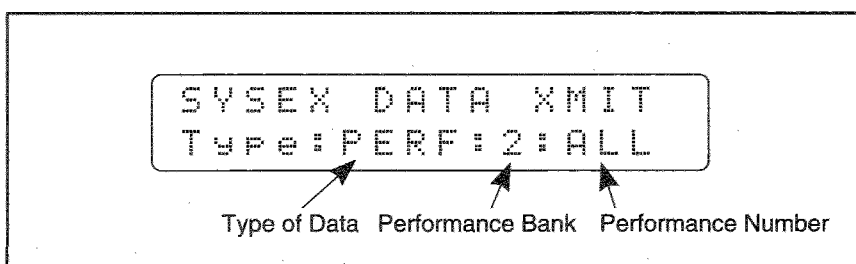 SYSEX DATA XMIT
Type:PERF:2:ALL
Type of Data Performance Bank Performance Number